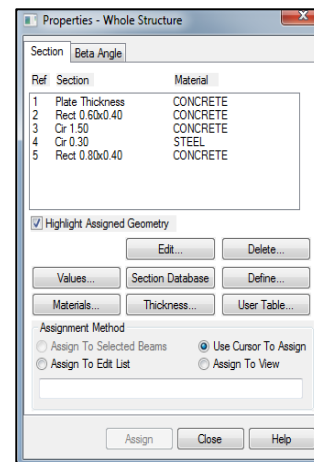 Properties - Whole Structure
Section Beta Angle
Ref Section Material
1 Plate Thickness CONCRETE
2 Rect 0.60x0.40 CONCRETE
3 Cir 1.50 CONCRETE
4 Cir 0.30 STEEL
5 Rect 0.80x0.40 CONCRETE
Highlight Assigned Geometry
Edit... Delete...
Values... Section Database Define...
Materials... Thickness... User Table...
Assignment Method
Assign To Selected Beams Use Cursor To Assign
Assign To Edit List Assign To View
Assign Close Help